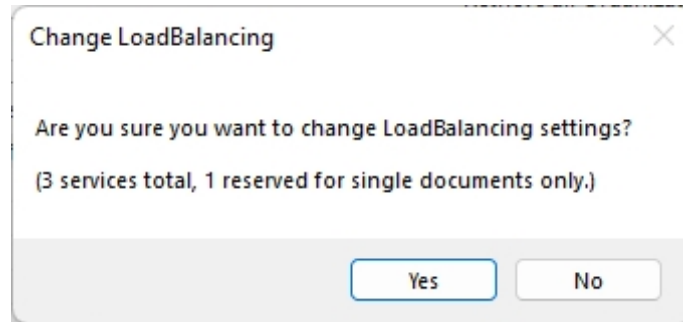 Change LoadBalancing
Are you sure you want to change LoadBalancing settings?
(3 services total, 1 reserved for single documents only.)
Yes
No